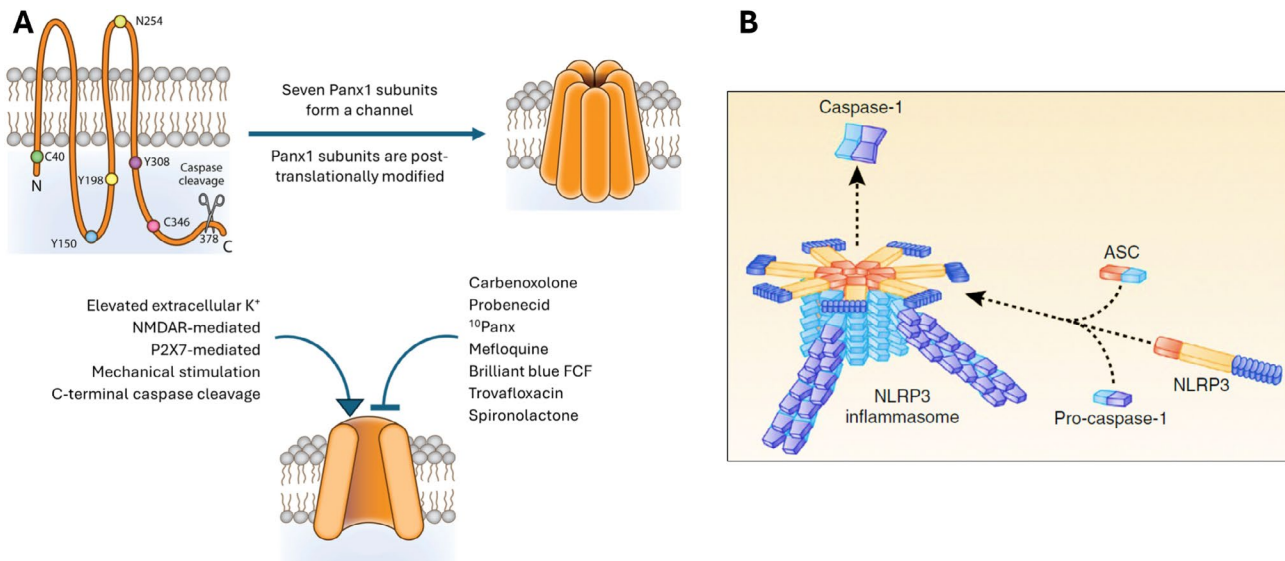 A
N254
C40
N
Y198
Y308
Caspase
cleavage
Y150
C346
378
C
Seven Panx1 subunits
form a channel
Panx1 subunits are post-
translationally modified
Elevated extracellular K⁺
NMDAR-mediated
P2X7-mediated
Mechanical stimulation
C-terminal caspase cleavage
Carbenoxolone
Probenecid
¹⁰Panx
Mefloquine
Brilliant blue FCF
Trovafloxacin
Spironolactone
B
Caspase-1
ASC
NLRP3
inflammasome
NLRP3
Pro-caspase-1